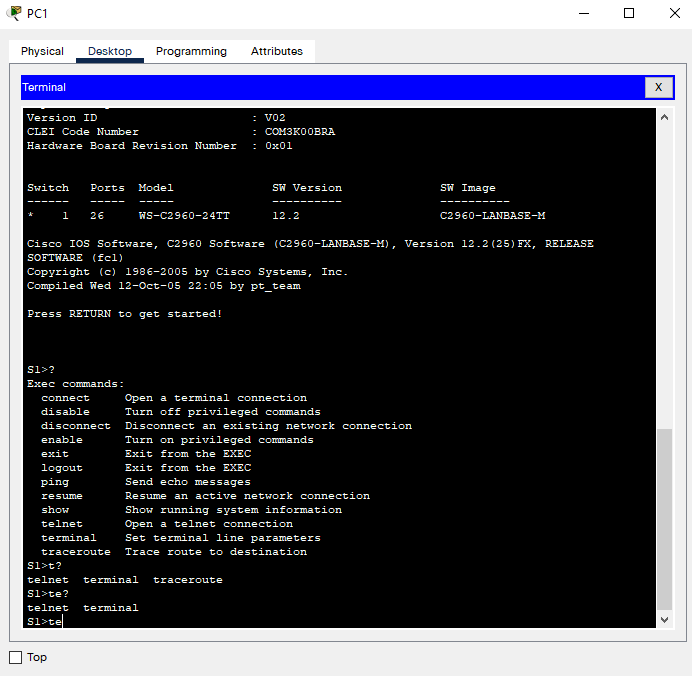 PC1
Physical Desktop Programming Attributes
Terminal X
Version ID : V02
CLEI Code Number : COM3K00BRA
Hardware Board Revision Number : 0x01
Switch Ports Model SW Version SW Image
------ ----- ----- ---------- ----------
* 1 26 WS-C2960-24TT 12.2 C2960-LANBASE-M
Cisco IOS Software, C2960 Software (C2960-LANBASE-M), Version 12.2(25)FX, RELEASE
SOFTWARE (fc1)
Copyright (c) 1986-2005 by Cisco Systems, Inc.
Compiled Wed 12-Oct-05 22:05 by pt_team
Press RETURN to get started!
S1>?
Exec commands:
connect Open a terminal connection
disable Turn off privileged commands
disconnect Disconnect an existing network connection
enable Turn on privileged commands
exit Exit from the EXEC
logout Exit from the EXEC
ping Send echo messages
resume Resume an active network connection
show Show running system information
telnet Open a telnet connection
terminal Set terminal line parameters
traceroute Trace route to destination
S1>t?
telnet terminal traceroute
S1>te?
telnet terminal
S1>te
Top